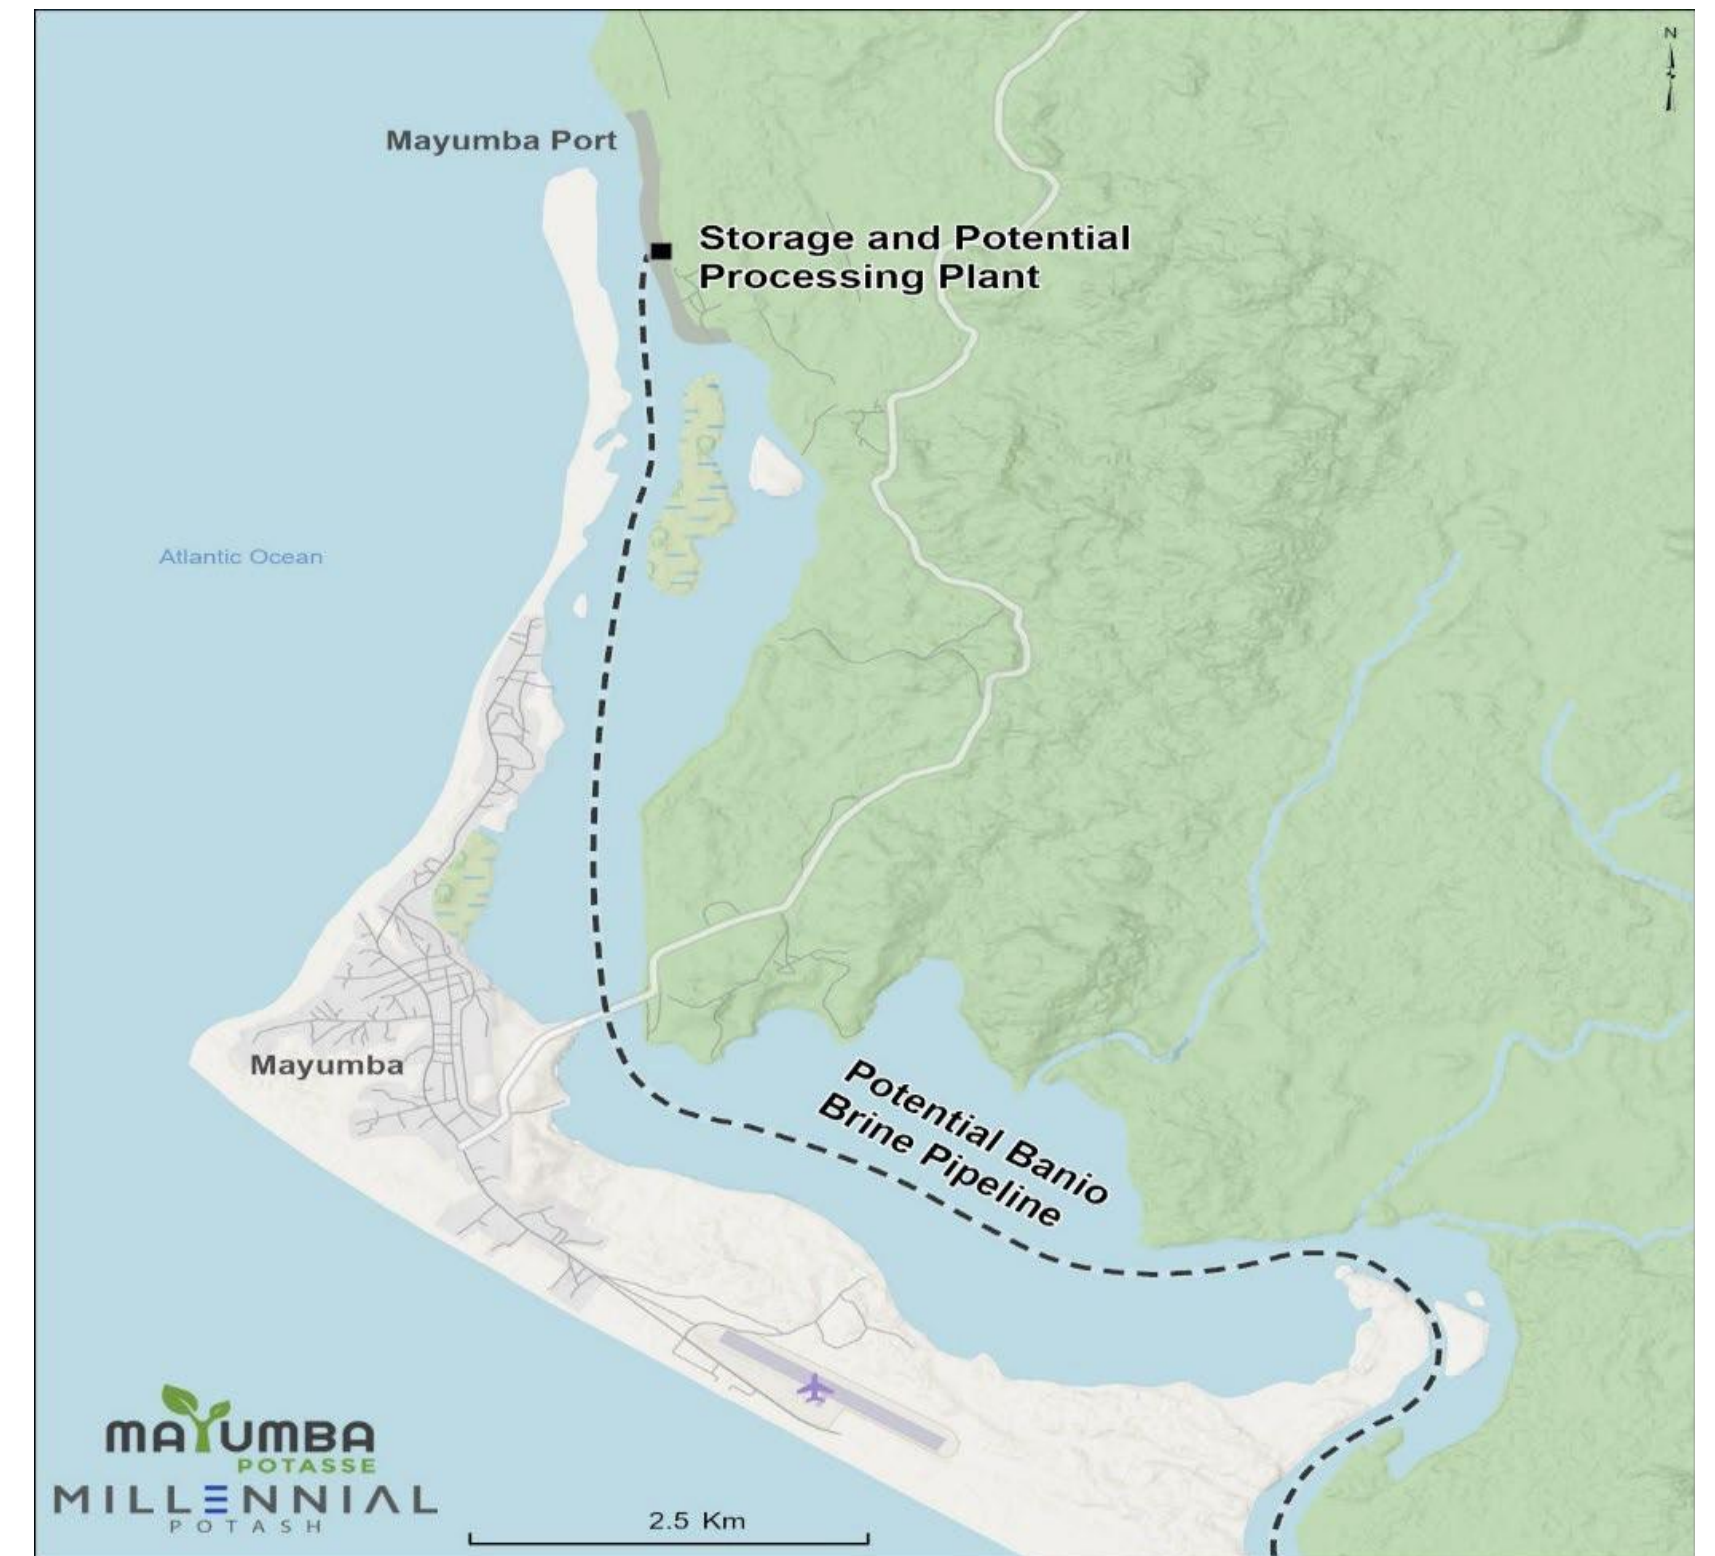 N
Mayumba Port
Storage and Potential
Processing Plant
Atlantic Ocean
Mayumba
Potential Banio
Brine Pipeline
MAYUMBA
POTASSE
MILLENNIAL
POTASH
2.5 Km